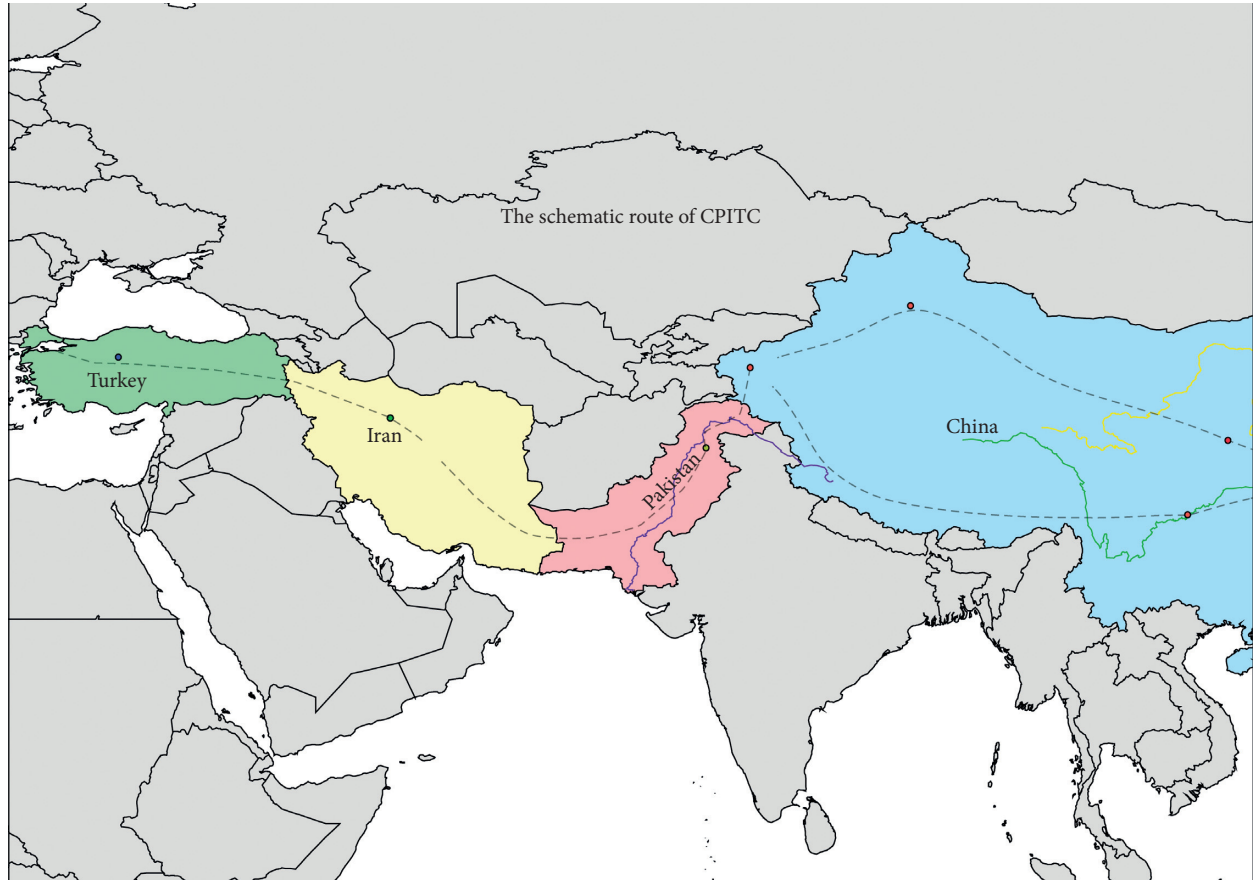 The schematic route of CPITC
Turkey
Iran
China
Pakistan